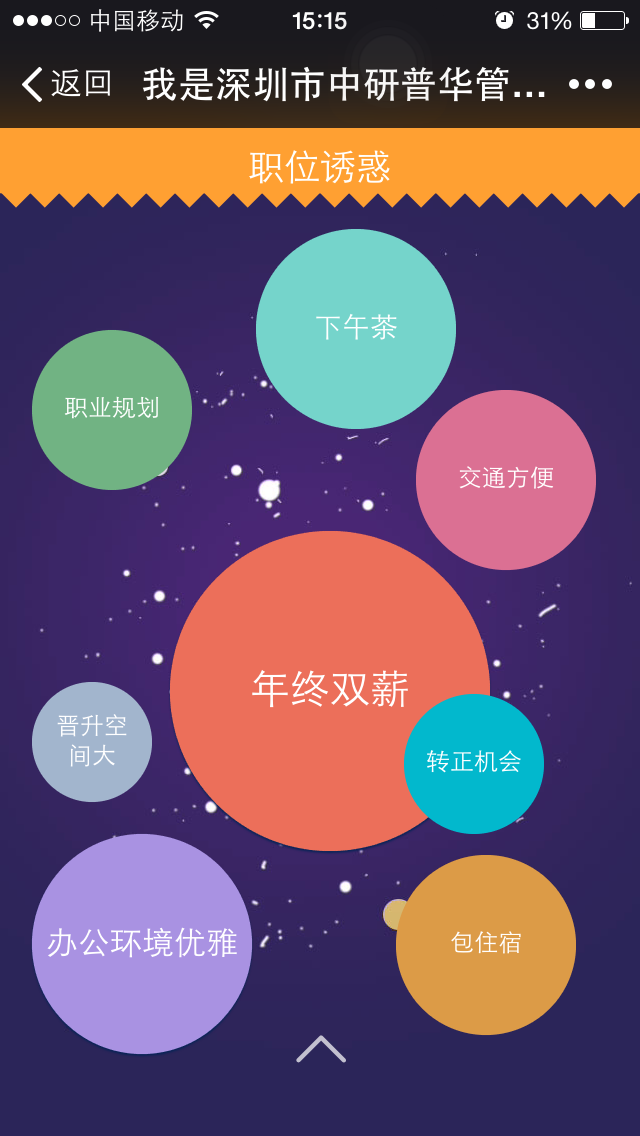 中国移动 15:15 31%
返回 我是深圳市中研普华管...
职位诱惑
下午茶
职业规划
交通方便
年终双薪
晋升空
间大
转正机会
办公环境优雅
包住宿